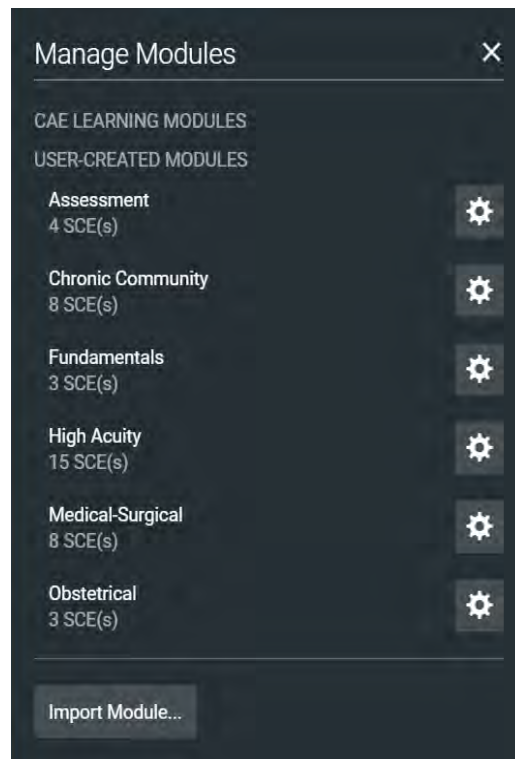 Manage Modules
CAE LEARNING MODULES
USER-CREATED MODULES
Assessment
4 SCE(s)
Chronic Community
8 SCE(s)
Fundamentals
3 SCE(s)
High Acuity
15 SCE(s)
Medical-Surgical
8 SCE(s)
Obstetrical
3 SCE(s)
Import Module...